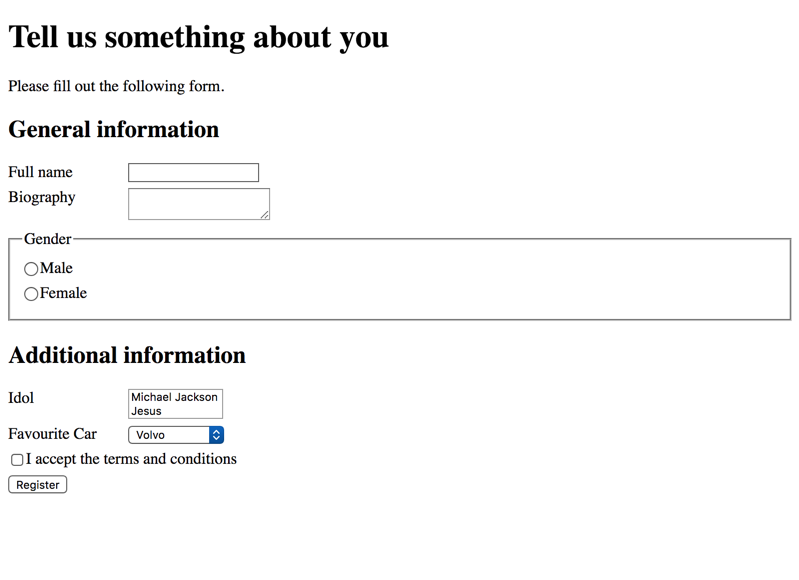 Tell us something about you
Please fill out the following form.
General information
Full name
Biography
Gender
Male
Female
Additional information
Idol
Michael Jackson
Jesus
Favourite Car
Volvo
I accept the terms and conditions
Register